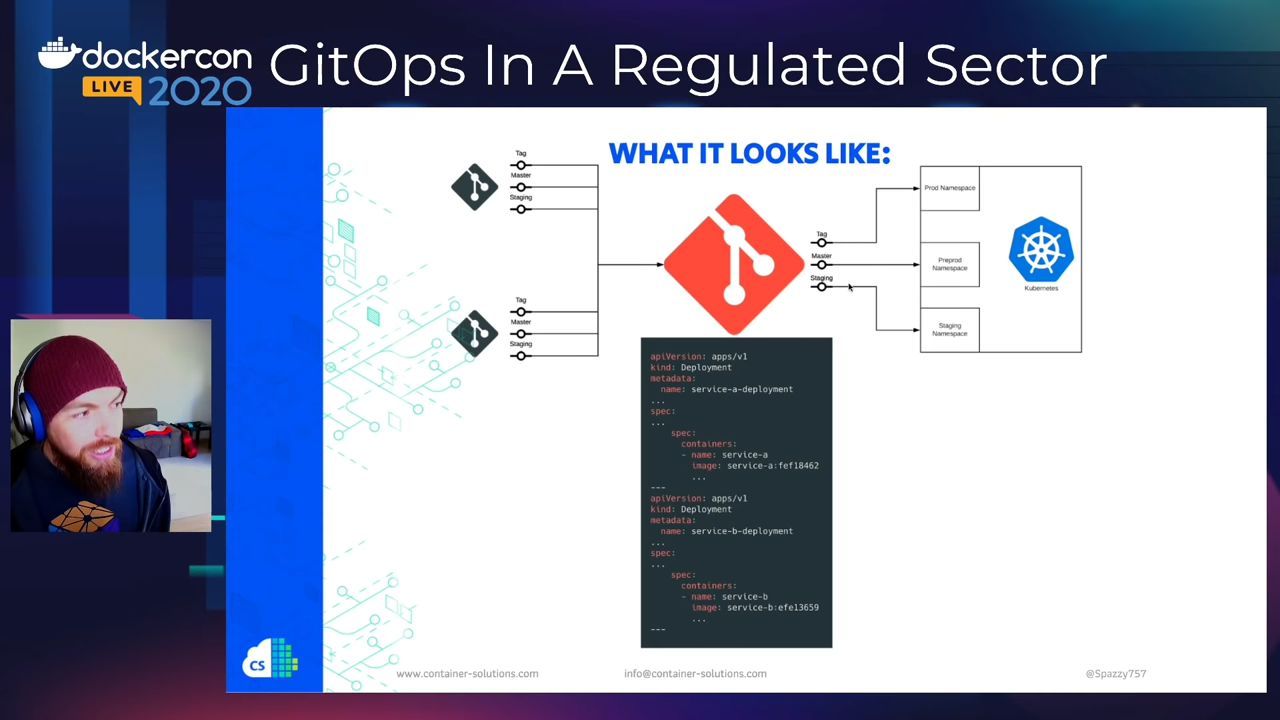 dockercon
LIVE 2020
GitOps In A Regulated Sector
WHAT IT LOOKS LIKE:
Tag
Master
Staging
Tag
Master
Staging
Tag
Master
Staging
Prod Namespace
Preprod
Namespace
Staging
Namespace
Kubernetes
apiVersion: apps/v1
kind: Deployment
metadata:
name: service-a-deployment
...
spec:
...
spec:
containers:
- name: service-a
image: service-a:fef18462
...
---
apiVersion: apps/v1
kind: Deployment
metadata:
name: service-b-deployment
...
spec:
...
spec:
containers:
- name: service-b
image: service-b:efe13659
...
---
CS
www.container-solutions.com
info@container-solutions.com
@Spazzy757